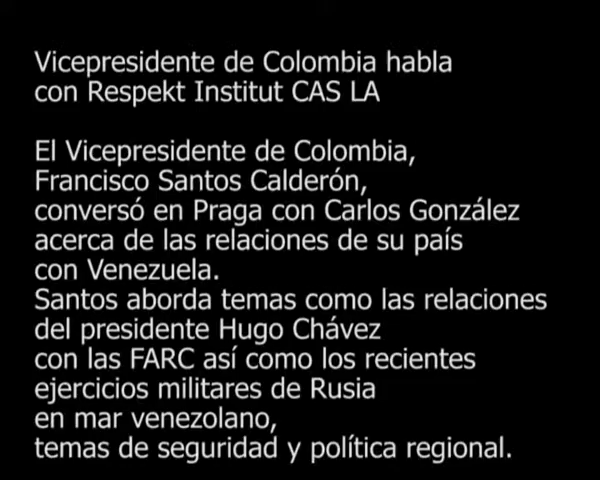 Vicepresidente de Colombia habla
con Respekt Institut CAS LA
El Vicepresidente de Colombia,
Francisco Santos Calderón,
conversó en Praga con Carlos González
acerca de las relaciones de su país
con Venezuela.
Santos aborda temas como las relaciones
del presidente Hugo Chávez
con las FARC así como los recientes
ejercicios militares de Rusia
en mar venezolano,
temas de seguridad y política regional.